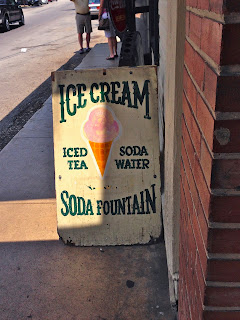 ICE CREAM
ICED SODA
TEA WATER
SODA FOUNTAIN